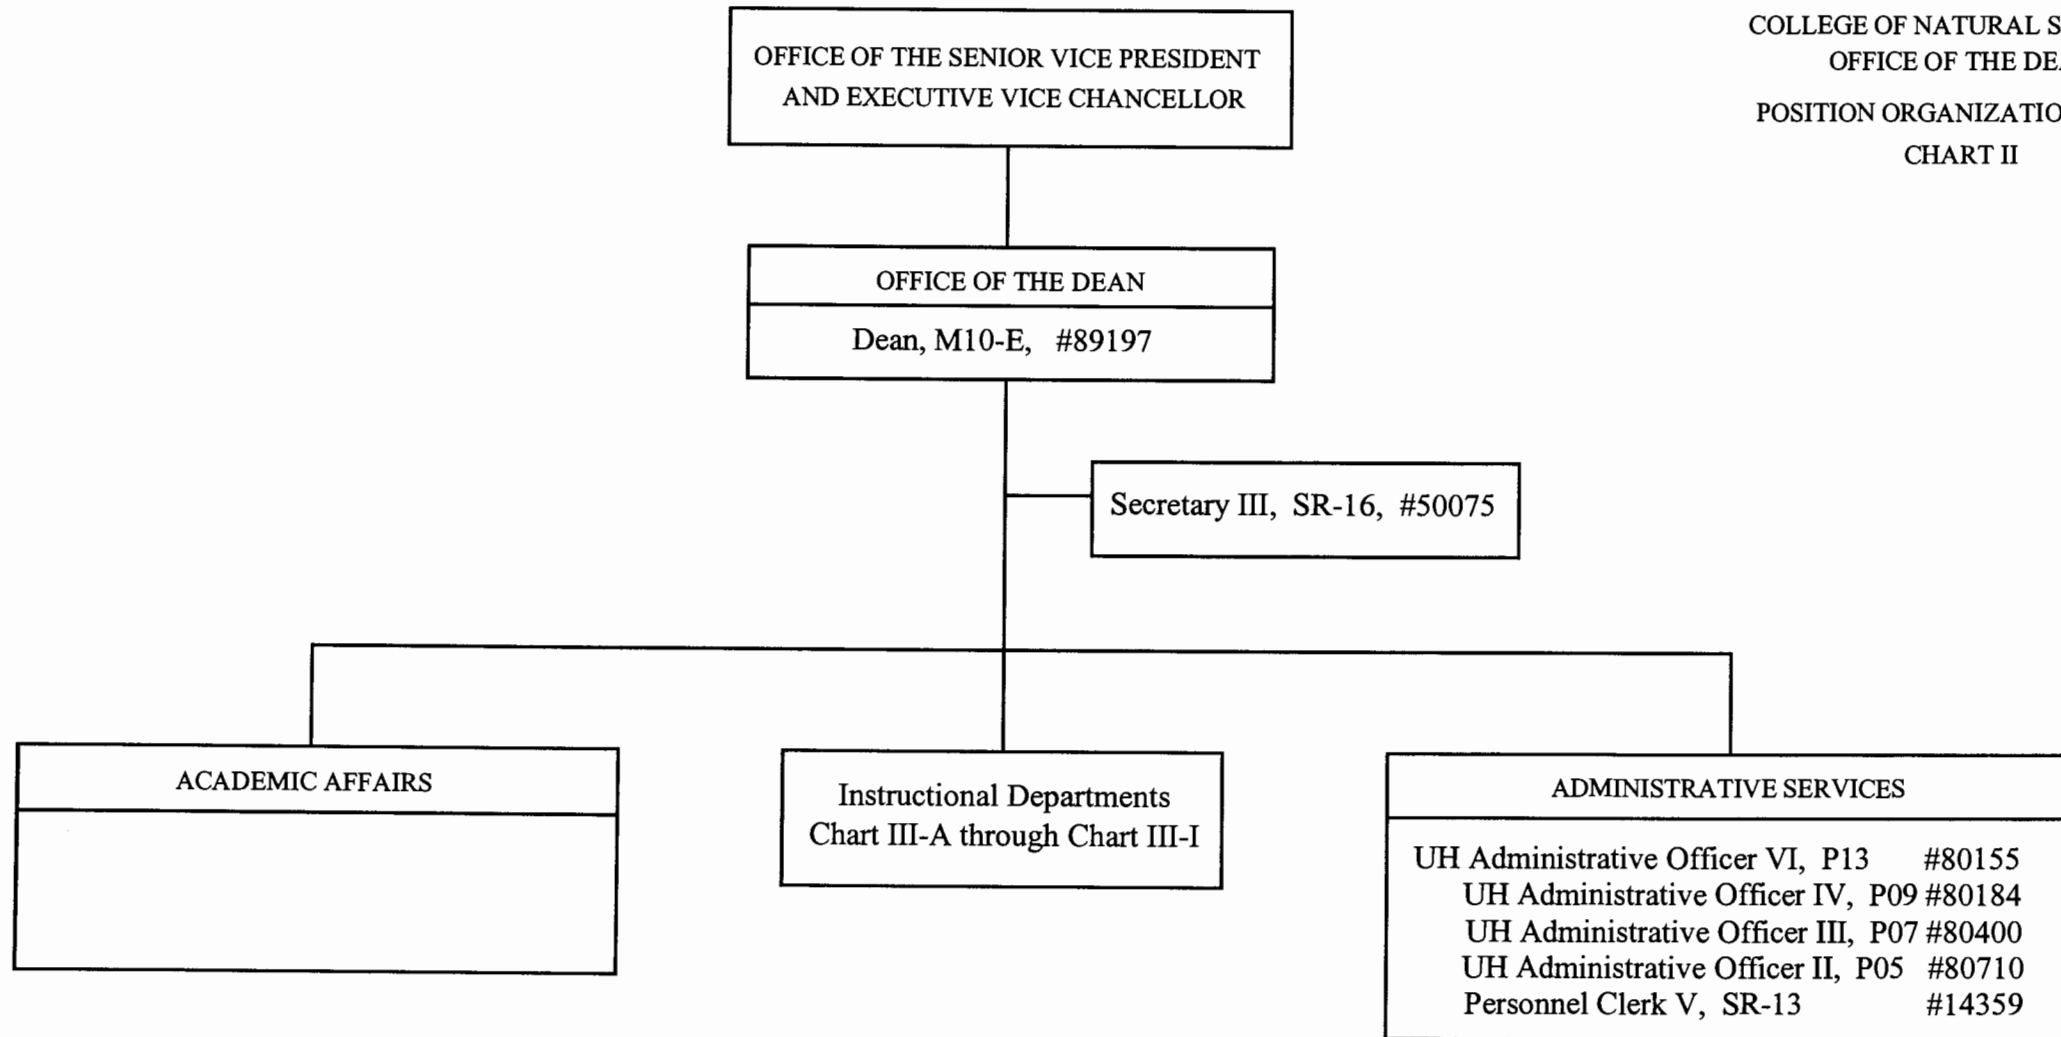 COLLEGE OF NATURAL S
OFFICE OF THE DEA
POSITION ORGANIZATIO
CHART II
OFFICE OF THE SENIOR VICE PRESIDENT
AND EXECUTIVE VICE CHANCELLOR
OFFICE OF THE DEAN
Dean, M10-E, #89197
Secretary III, SR-16, #50075
ACADEMIC AFFAIRS
Instructional Departments
Chart III-A through Chart III-I
ADMINISTRATIVE SERVICES
UH Administrative Officer VI, P13 #80155
UH Administrative Officer IV, P09 #80184
UH Administrative Officer III, P07 #80400
UH Administrative Officer II, P05 #80710
Personnel Clerk V, SR-13 #14359